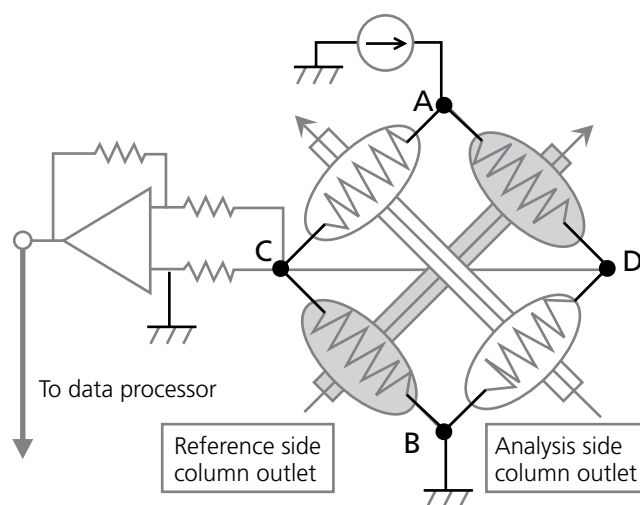 A
C
D
To data processor
B
Reference side
column outlet
Analysis side
column outlet